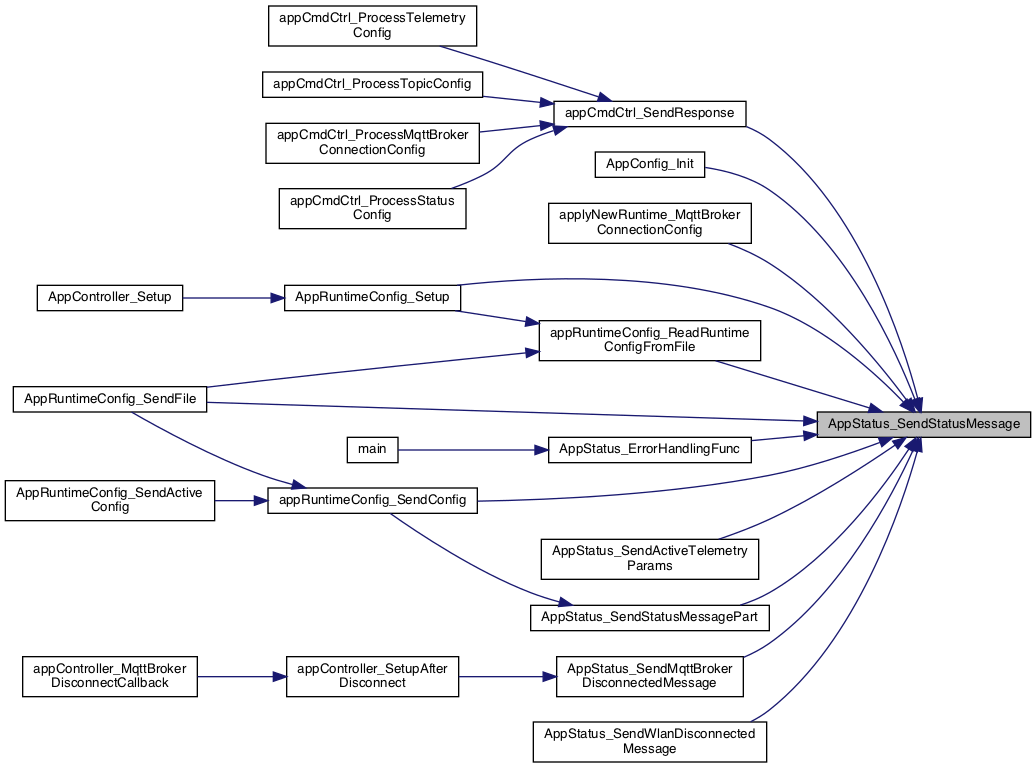 appCmdCtrl_ProcessTelemetry
Config
appCmdCtrl_ProcessTopicConfig
appCmdCtrl_SendResponse
appCmdCtrl_ProcessMqttBroker
ConnectionConfig
AppConfig_Init
appCmdCtrl_ProcessStatus
Config
applyNewRuntime_MqttBroker
ConnectionConfig
AppController_Setup
AppRuntimeConfig_Setup
appRuntimeConfig_ReadRuntime
ConfigFromFile
AppRuntimeConfig_SendFile
AppStatus_SendStatusMessage
main
AppStatus_ErrorHandlingFunc
AppRuntimeConfig_SendActive
Config
appRuntimeConfig_SendConfig
AppStatus_SendActiveTelemetry
Params
AppStatus_SendStatusMessagePart
appController_MqttBroker
DisconnectCallback
appController_SetupAfter
Disconnect
AppStatus_SendMqttBroker
DisconnectedMessage
AppStatus_SendWlanDisconnected
Message